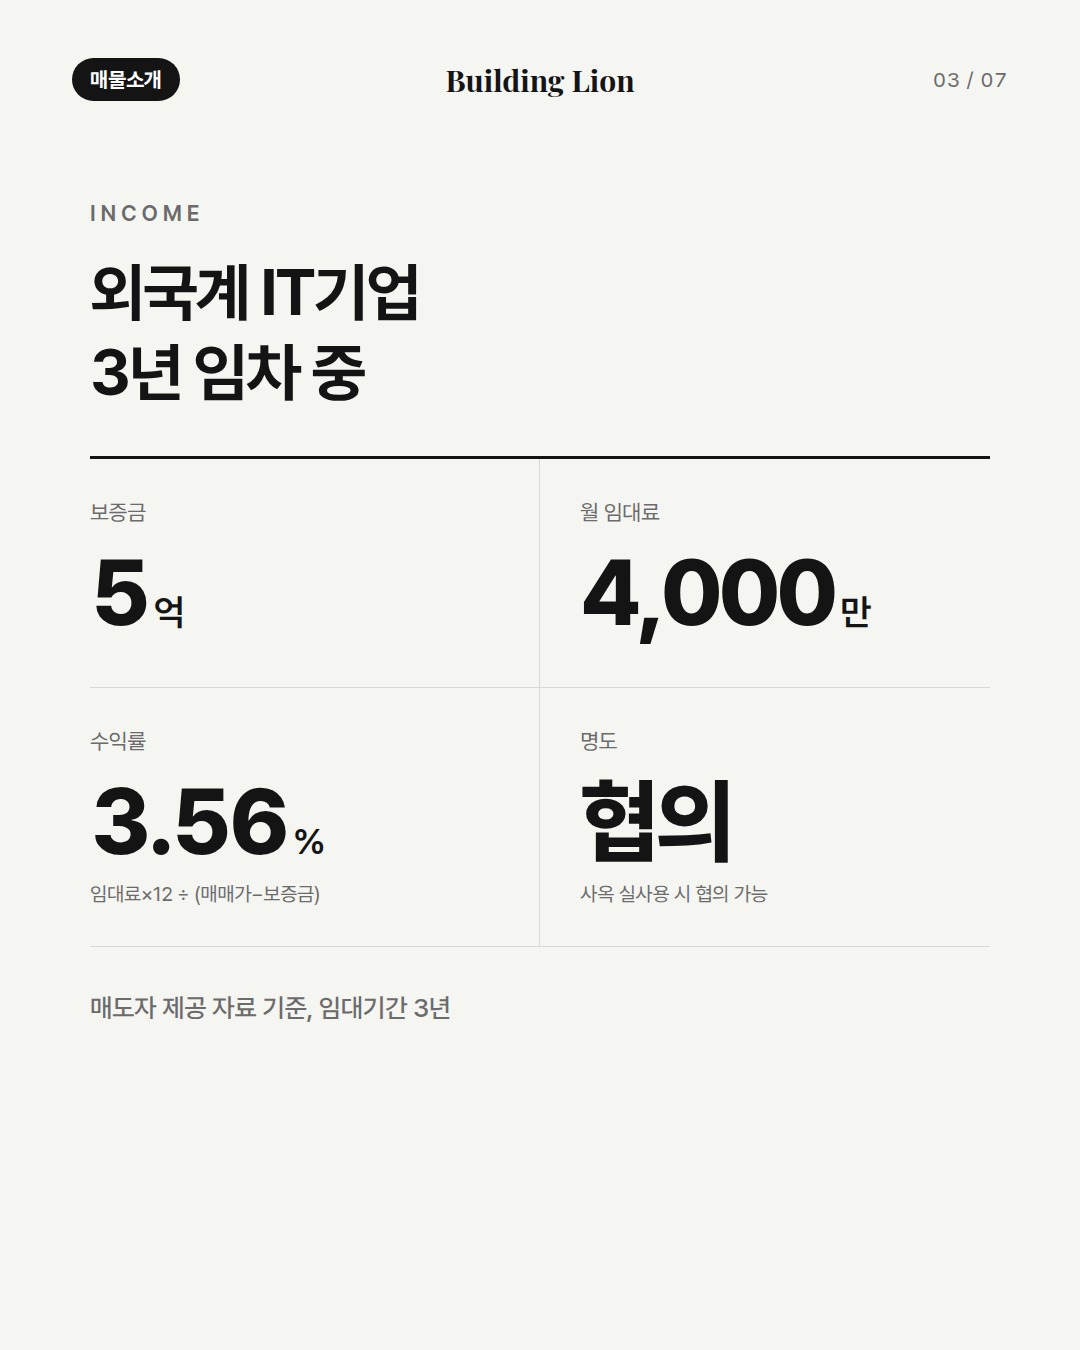 매물소개
Building Lion
03 / 07
INCOME
외국계 IT기업
3년 임차 중
보증금
5억
월 임대료
4,000만
수익률
3.56%
임대료×12 ÷ (매매가–보증금)
명도
협의
사옥 실사용 시 협의 가능
매도자 제공 자료 기준, 임대기간 3년